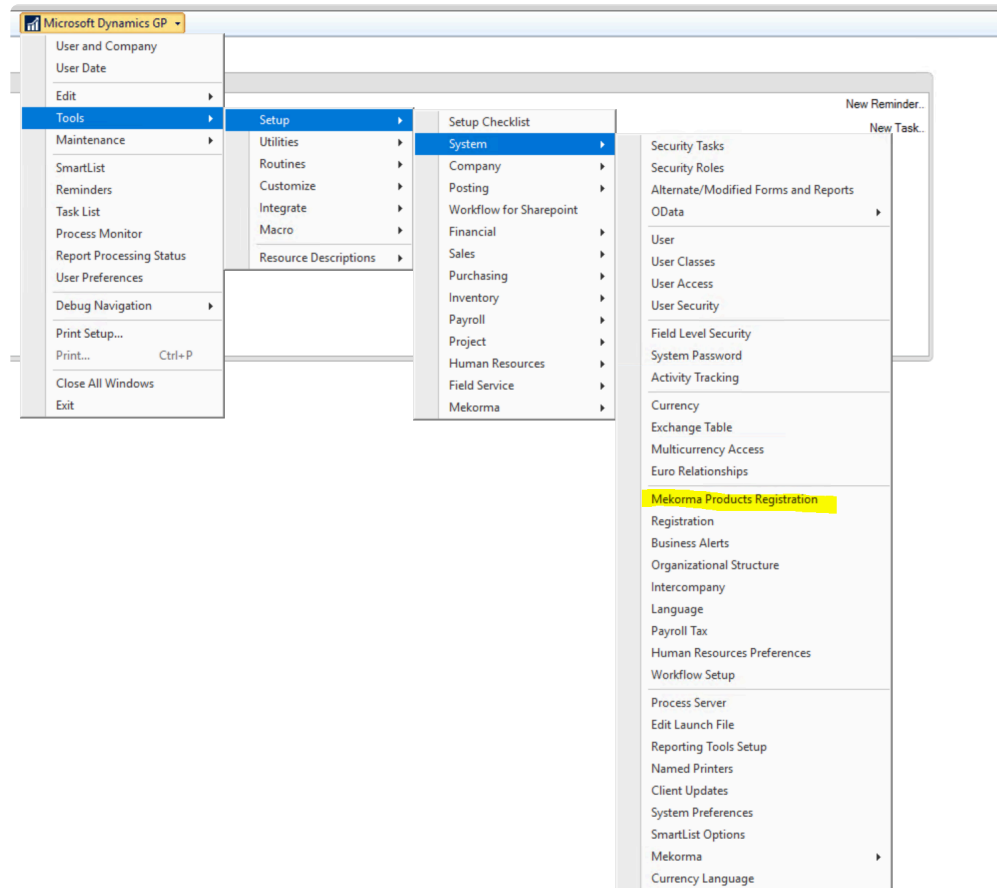 Microsoft Dynamics GP
User and Company
User Date
Edit
Tools
Maintenance
SmartList
Reminders
Task List
Process Monitor
Report Processing Status
User Preferences
Debug Navigation
Print Setup...
Print... Ctrl+P
Close All Windows
Exit
Setup
Utilities
Routines
Customize
Integrate
Macro
Resource Descriptions
Setup Checklist
System
Company
Posting
Workflow for Sharepoint
Financial
Sales
Purchasing
Inventory
Payroll
Project
Human Resources
Field Service
Mekorma
New Reminder..
New Task..
Security Tasks
Security Roles
Alternate/Modified Forms and Reports
OData
User
User Classes
User Access
User Security
Field Level Security
System Password
Activity Tracking
Currency
Exchange Table
Multicurrency Access
Euro Relationships
Mekorma Products Registration
Registration
Business Alerts
Organizational Structure
Intercompany
Language
Payroll Tax
Human Resources Preferences
Workflow Setup
Process Server
Edit Launch File
Reporting Tools Setup
Named Printers
Client Updates
System Preferences
SmartList Options
Mekorma
Currency Language